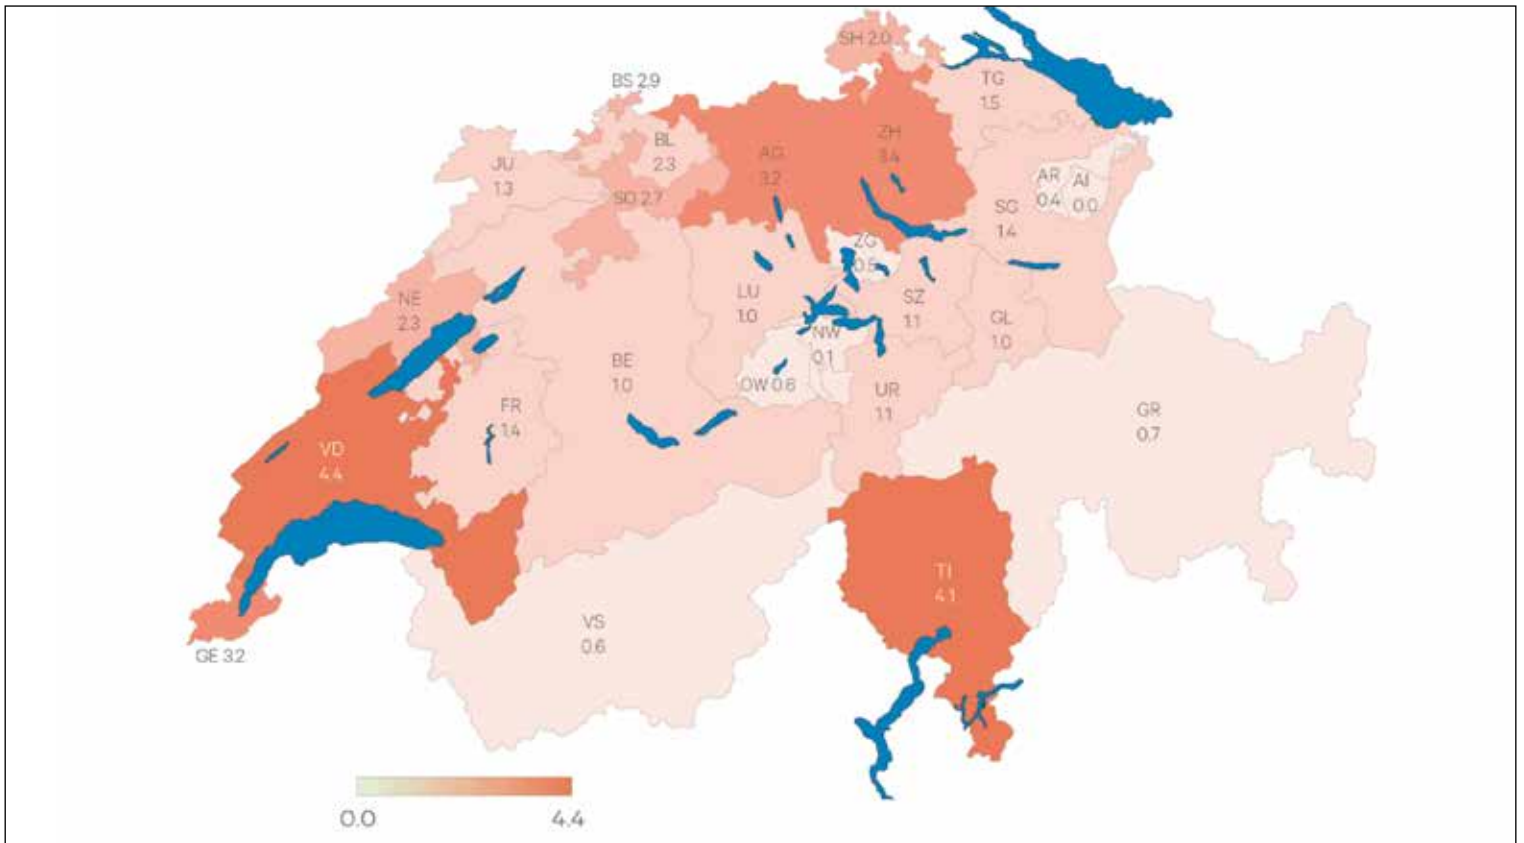 SH 2.0
BS 2.9
TG
1.5
BL
2.3
ZH
3.4
AG
3.2
JU
1.3
AR
0.4
AI
0.0
SO 2.7
SG
1.4
ZG
0.5
NE
2.3
LU
1.0
SZ
1.1
GL
1.0
NW
0.1
BE
1.0
OW 0.6
UR
1.1
FR
1.4
GR
0.7
VD
4.4
TI
4.1
VS
0.6
GE 3.2
0.0
4.4